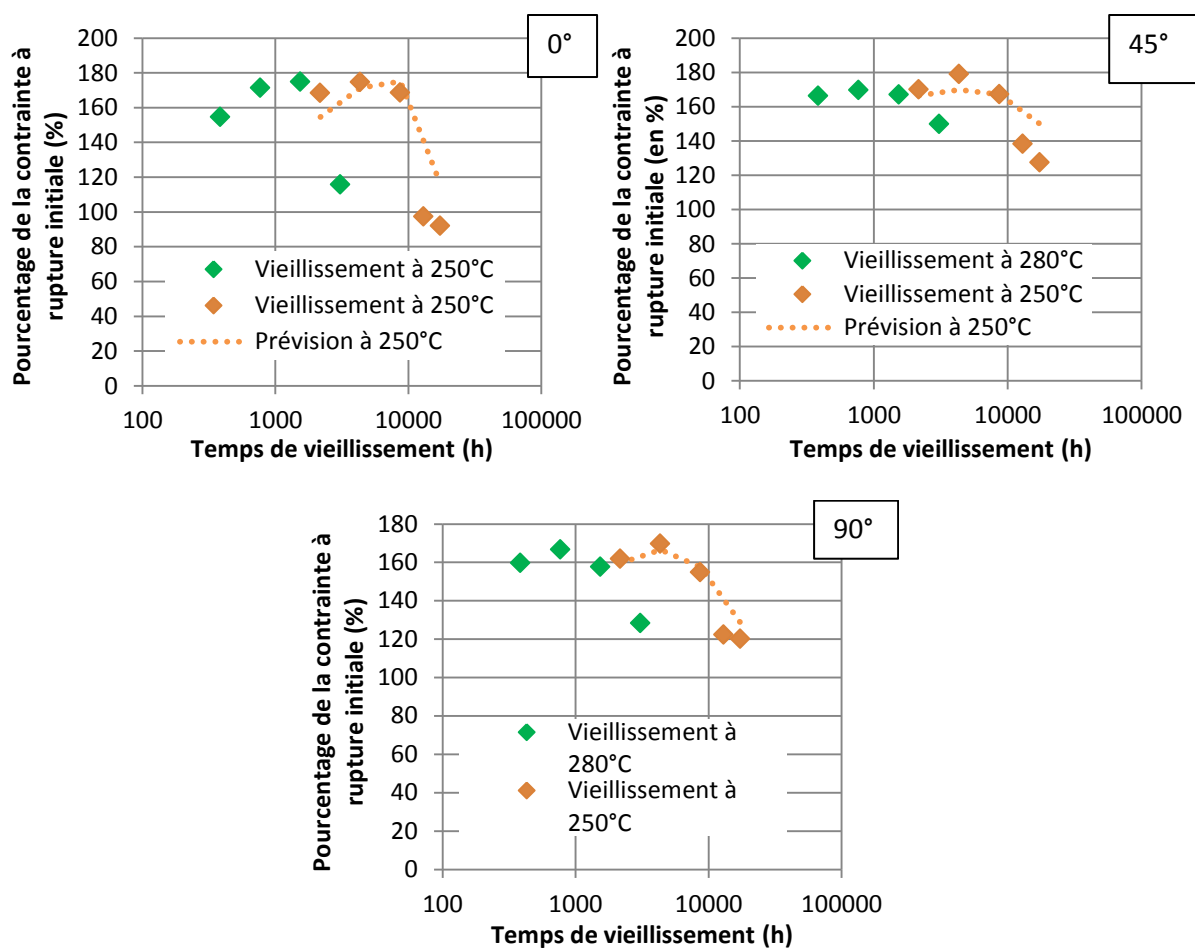 0°
Pourcentage de la contrainte à
rupture initiale (%)
200
180
160
140
120
100
80
60
40
20
0
Vieillissement à 250°C
Vieillissement à 250°C
Prévision à 250°C
100 1000 10000 100000
Temps de vieillissement (h)
45°
Pourcentage de la contrainte à
rupture initiale (en %)
200
180
160
140
120
100
80
60
40
20
0
Vieillissement à 280°C
Vieillissement à 250°C
Prévision à 250°C
100 1000 10000 100000
Temps de vieillissement (h)
90°
Pourcentage de la contrainte à
rupture initiale (%)
180
160
140
120
100
80
60
40
20
0
Vieillissement à
280°C
Vieillissement à
250°C
100 1000 10000 100000
Temps de vieillissement (h)